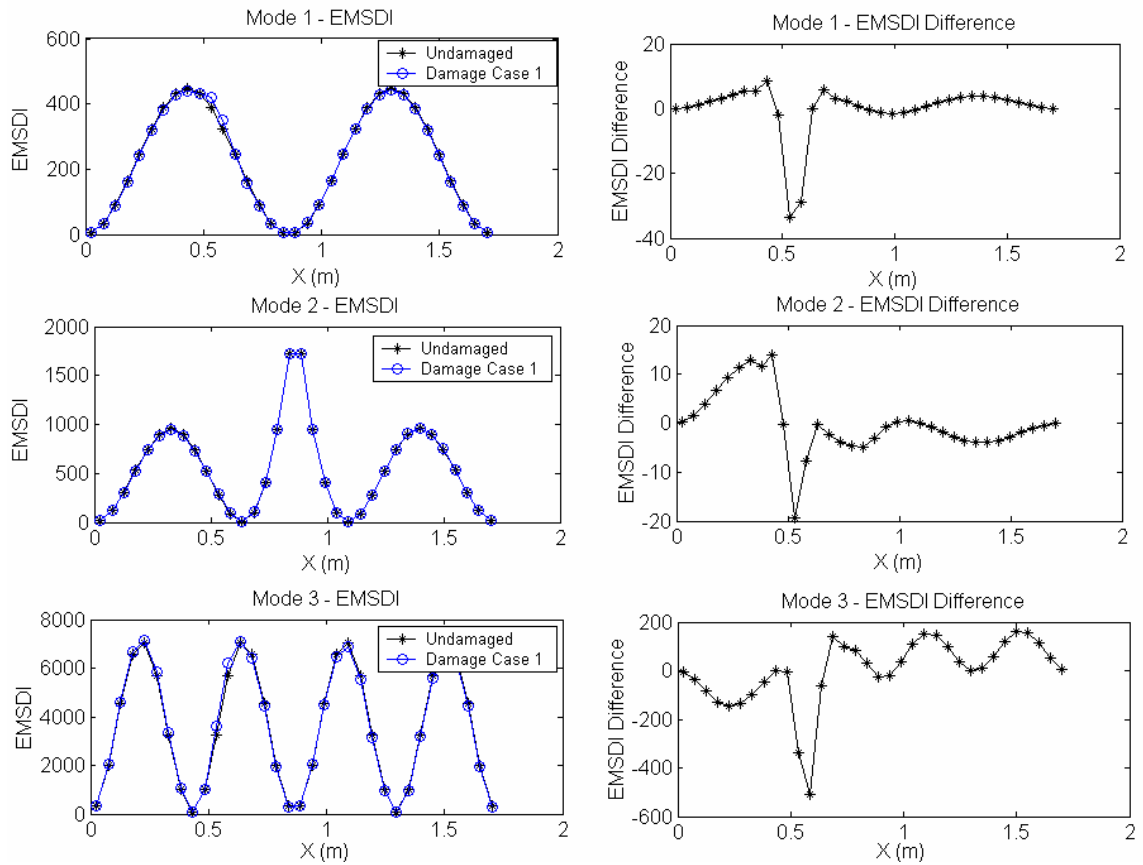 Mode 1 - EMSDI
600
400
200
0
0 0.5 1 1.5 2
EMSDI
X (m)
Undamaged
Damage Case 1
Mode 1 - EMSDI Difference
20
0
-20
-40
0 0.5 1 1.5 2
EMSDI Difference
X (m)
Mode 2 - EMSDI
2000
1500
1000
500
0
0 0.5 1 1.5 2
EMSDI
X (m)
Undamaged
Damage Case 1
Mode 2 - EMSDI Difference
20
10
0
-10
-20
0 0.5 1 1.5 2
EMSDI Difference
X (m)
Mode 3 - EMSDI
8000
6000
4000
2000
0
0 0.5 1 1.5 2
EMSDI
X (m)
Undamaged
Damage Case 1
Mode 3 - EMSDI Difference
200
0
-200
-400
-600
0 0.5 1 1.5 2
EMSDI Difference
X (m)